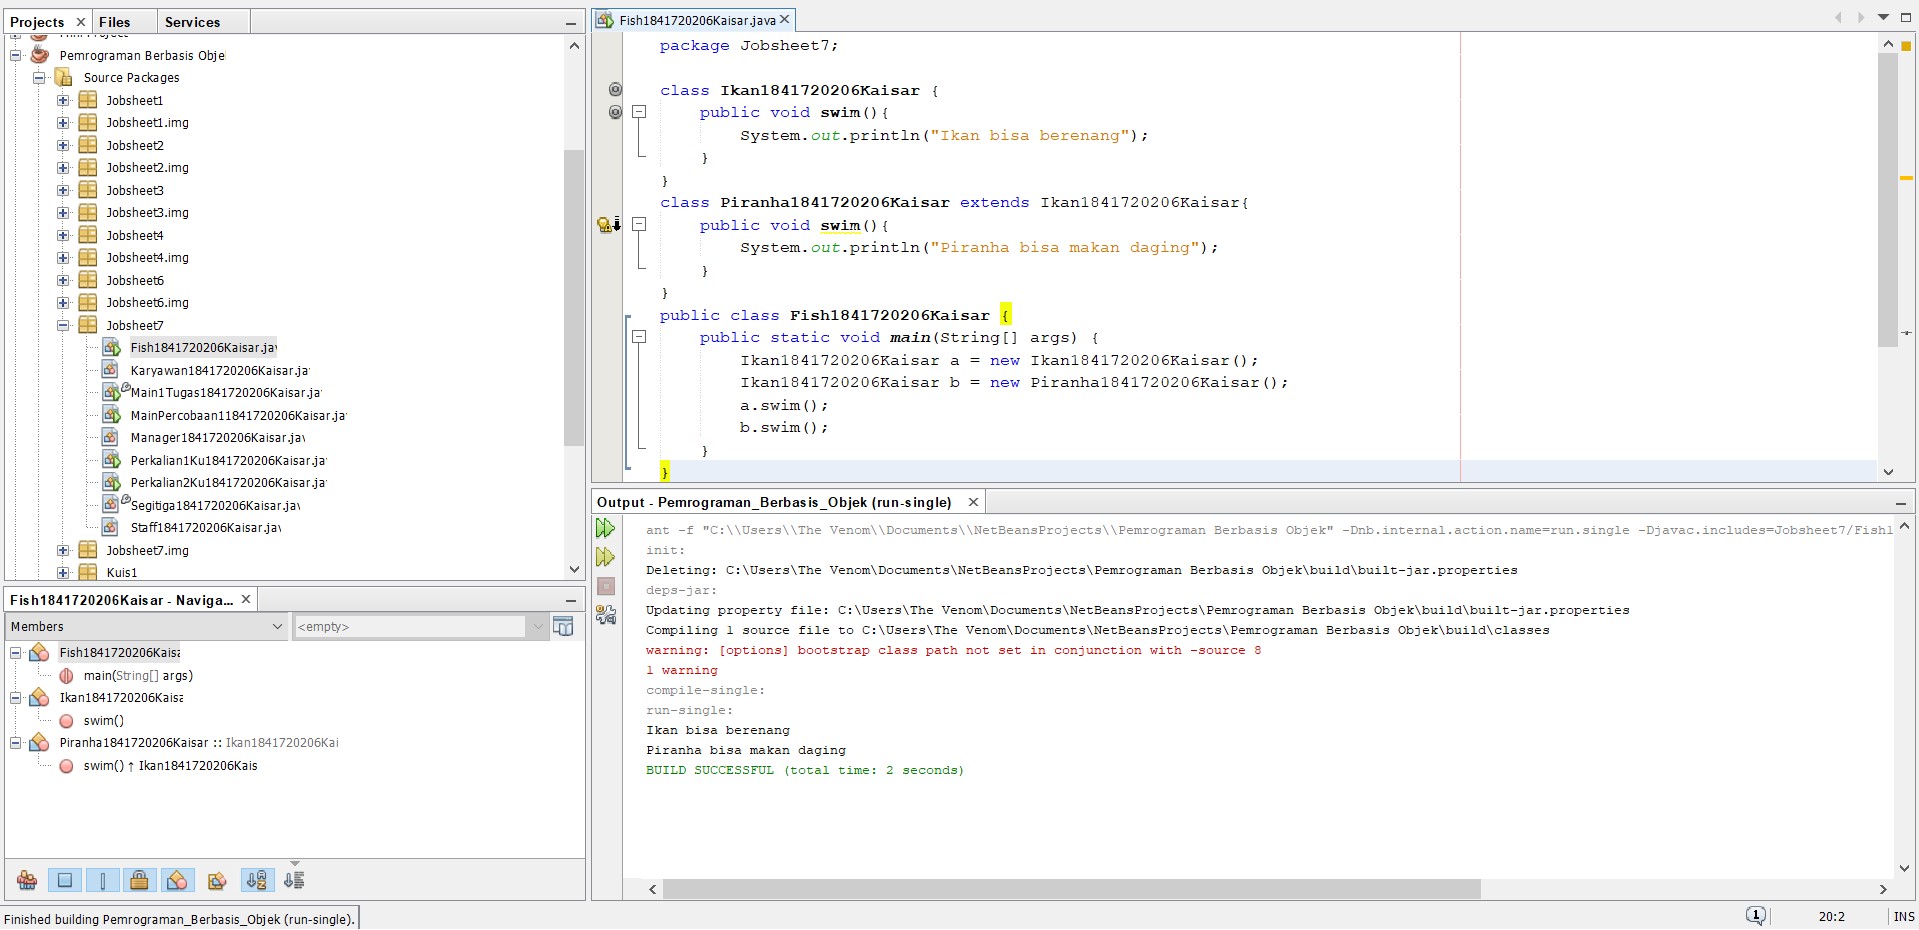 Projects
Files
Services
Pemrograman Berbasis Obje
Source Packages
Jobsheet1
Jobsheet1.img
Jobsheet2
Jobsheet2.img
Jobsheet3
Jobsheet3.img
Jobsheet4
Jobsheet4.img
Jobsheet6
Jobsheet6.img
Jobsheet7
Fish1841720206Kaisar.jav
Karyawan1841720206Kaisar.ja
Main1Tugas1841720206Kaisar.ja
MainPercobaan11841720206Kaisar.ja
Manager1841720206Kaisar.jav
Perkalian1Ku1841720206Kaisar.ja
Perkalian2Ku1841720206Kaisar.ja
Segitiga1841720206Kaisar.jav
Staff1841720206Kaisar.jav
Jobsheet7.img
Kuis1
Fish1841720206Kaisar - Naviga...
Members
<empty>
Fish1841720206Kaisa
main(String[] args)
Ikan1841720206Kaisa
swim()
Piranha1841720206Kaisar :: Ikan1841720206Kai
swim() ↑ Ikan1841720206Kais
Finished building Pemrograman_Berbasis_Objek (run-single).
Fish1841720206Kaisar.java
package Jobsheet7;
class Ikan1841720206Kaisar {
public void swim(){
System.out.println("Ikan bisa berenang");
}
}
class Piranha1841720206Kaisar extends Ikan1841720206Kaisar{
public void swim(){
System.out.println("Piranha bisa makan daging");
}
}
public class Fish1841720206Kaisar {
public static void main(String[] args) {
Ikan1841720206Kaisar a = new Ikan1841720206Kaisar();
Ikan1841720206Kaisar b = new Piranha1841720206Kaisar();
a.swim();
b.swim();
}
}
Output - Pemrograman_Berbasis_Objek (run-single)
ant -f "C:\\Users\\The Venom\\Documents\\NetBeansProjects\\Pemrograman Berbasis Objek" -Dnb.internal.action.name=run.single -Djavac.includes=Jobsheet7/Fish1
init:
Deleting: C:\Users\The Venom\Documents\NetBeansProjects\Pemrograman Berbasis Objek\build\built-jar.properties
deps-jar:
Updating property file: C:\Users\The Venom\Documents\NetBeansProjects\Pemrograman Berbasis Objek\build\built-jar.properties
Compiling 1 source file to C:\Users\The Venom\Documents\NetBeansProjects\Pemrograman Berbasis Objek\build\classes
warning: [options] bootstrap class path not set in conjunction with -source 8
1 warning
compile-single:
run-single:
Ikan bisa berenang
Piranha bisa makan daging
BUILD SUCCESSFUL (total time: 2 seconds)
1
20:2
INS